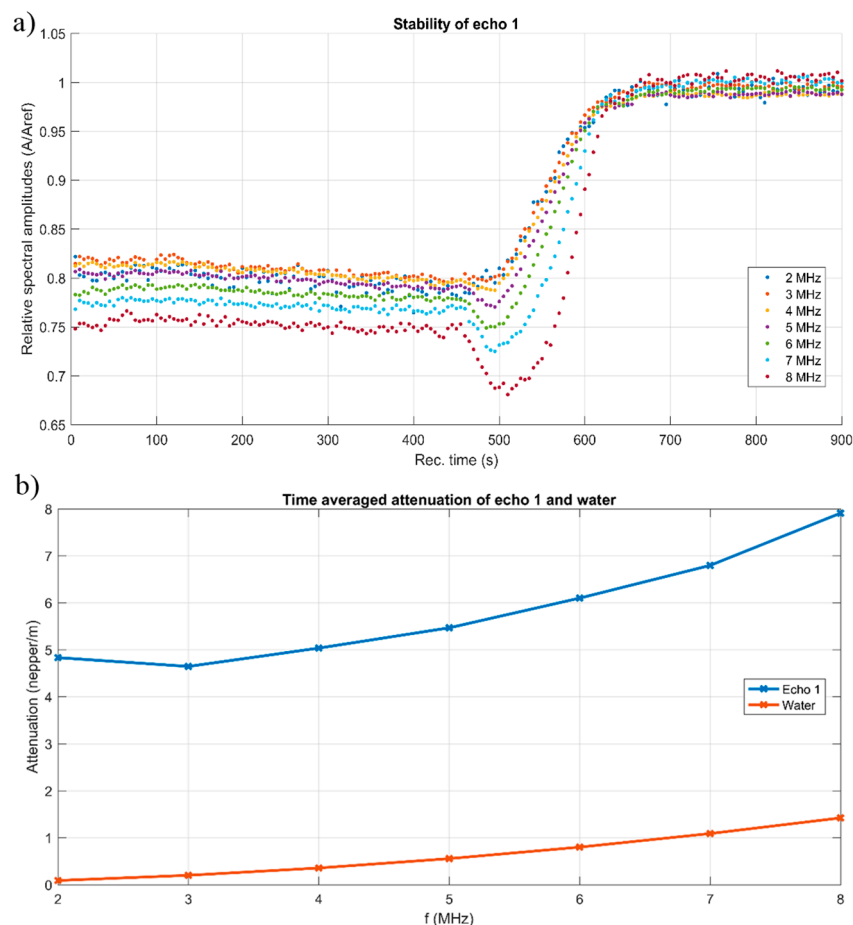 a)
Stability of echo 1
1.05
1
0.95
0.9
0.85
0.8
0.75
0.7
0.65
Relative spectral amplitudes (A/Aref)
2 MHz
3 MHz
4 MHz
5 MHz
6 MHz
7 MHz
8 MHz
0 100 200 300 400 500 600 700 800 900
Rec. time (s)
b)
Time averaged attenuation of echo 1 and water
8
7
6
5
4
3
2
1
0
Attenuation (nepper/m)
Echo 1
Water
2 3 4 5 6 7 8
f (MHz)